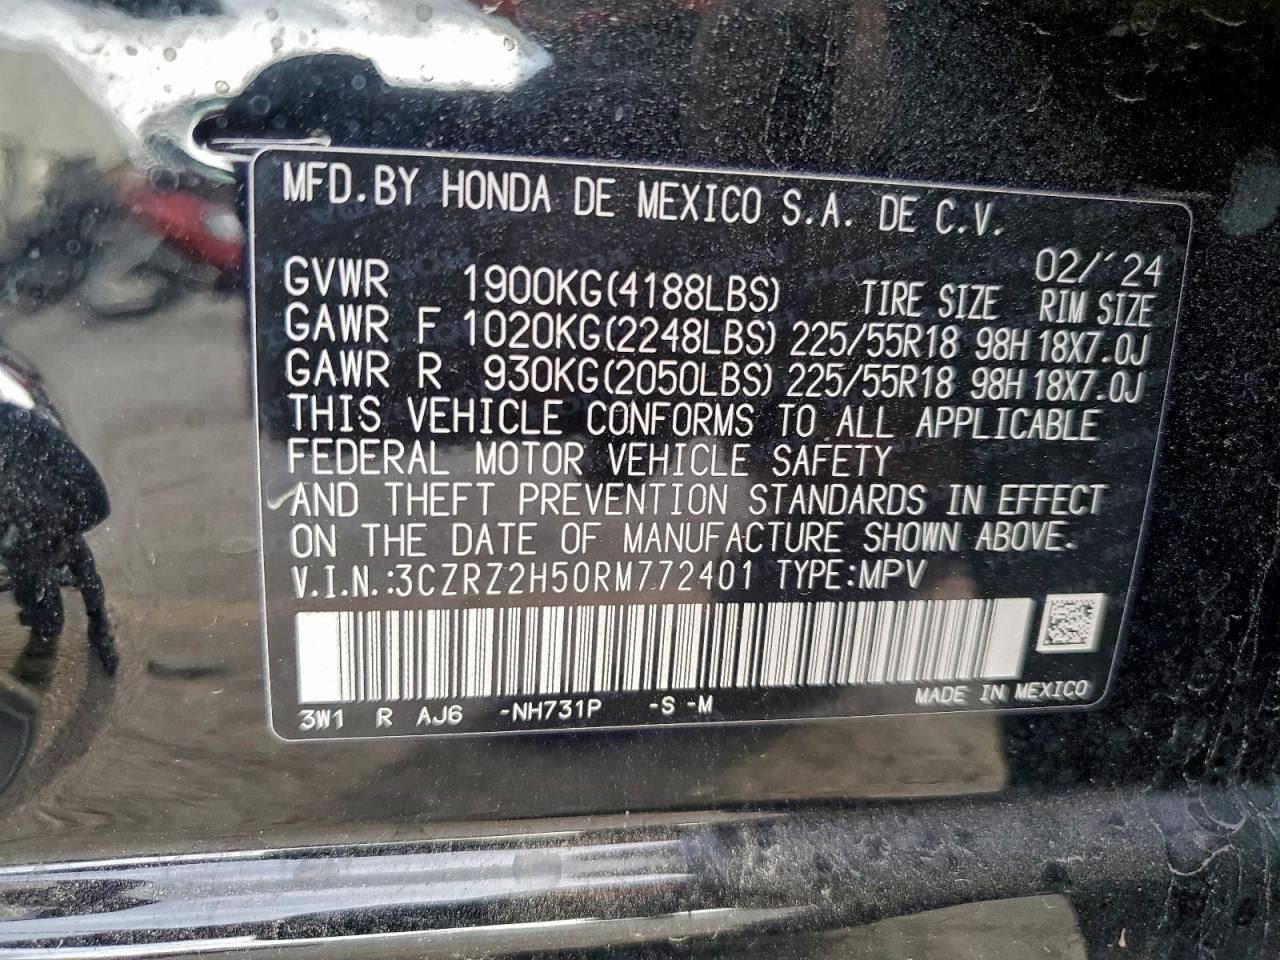 MFD.BY HONDA DE MEXICO S.A. DE C.V.
02/'24
GVWR 1900KG(4188LBS) TIRE SIZE RIM SIZE
GAWR F 1020KG(2248LBS) 225/55R18 98H 18X7.0J
GAWR R 930KG(2050LBS) 225/55R18 98H 18X7.0J
THIS VEHICLE CONFORMS TO ALL APPLICABLE
FEDERAL MOTOR VEHICLE SAFETY
AND THEFT PREVENTION STANDARDS IN EFFECT
ON THE DATE OF MANUFACTURE SHOWN ABOVE.
V.I.N.:3CZRZ2H50RM772401 TYPE:MPV
MADE IN MEXICO
3W1 R AJ6 -NH731P -S -M